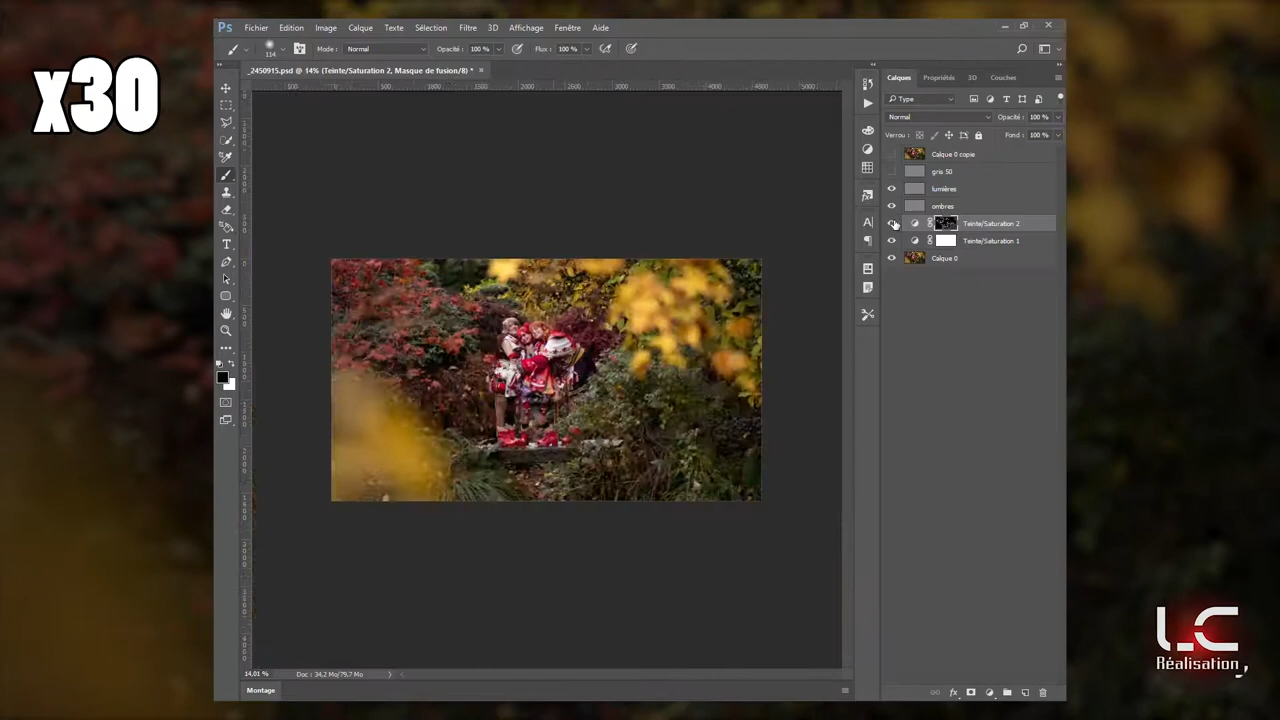 x30
Ps Fichier Edition Image Calque Texte Sélection Filtre 3D Affichage Fenêtre Aide
114 Mode : Normal Opacité : 100 % Flux : 100 %
_2450915.psd @ 14% (Teinte/Saturation 2, Masque de fusion/8) *
Calques Propriétés 3D Couches
Type
Normal Opacité : 100 %
Verrou : Fond : 100 %
Calque 0 copie
gris 50
lumières
ombres
Teinte/Saturation 2
Teinte/Saturation 1
Calque 0
14,01 % Doc : 34,2 Mo/79,7 Mo
Montage
LC
Réalisation